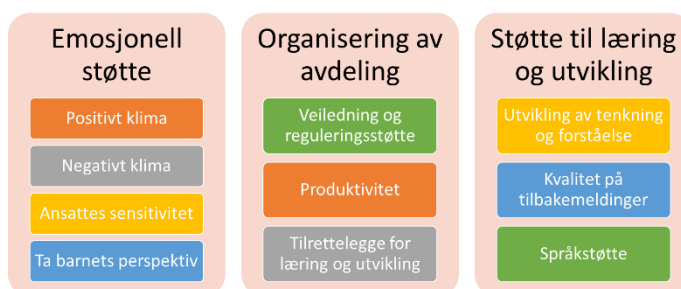 Emosjonell
støtte
Positivt klima
Negativt klima
Ansattes sensitivitet
Ta barnets perspektiv
Organisering av
avdeling
Veiledning og
reguleringsstøtte
Produktivitet
Tilrettelegge for
læring og utvikling
Støtte til læring
og utvikling
Utvikling av tenkning
og forståelse
Kvalitet på
tilbakemeldinger
Språkstøtte